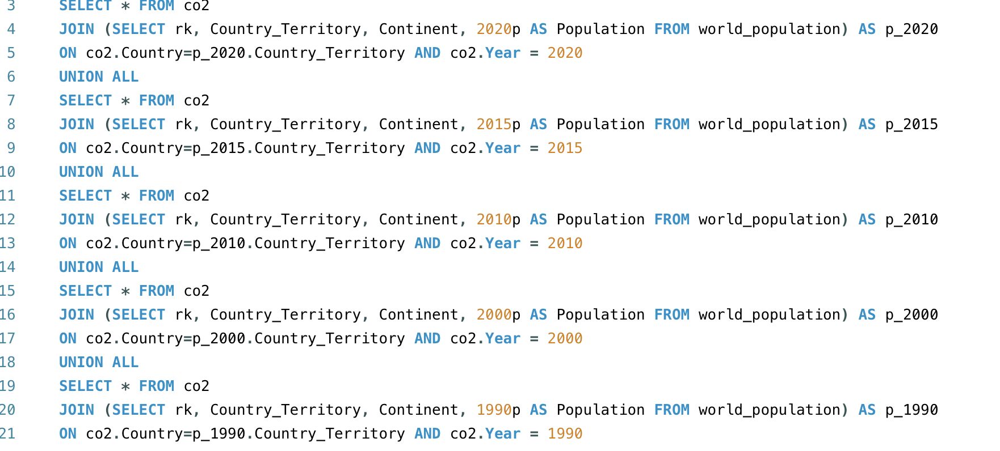 3 SELECT * FROM co2
4 JOIN (SELECT rk, Country_Territory, Continent, 2020p AS Population FROM world_population) AS p_2020
5 ON co2.Country=p_2020.Country_Territory AND co2.Year = 2020
6 UNION ALL
7 SELECT * FROM co2
8 JOIN (SELECT rk, Country_Territory, Continent, 2015p AS Population FROM world_population) AS p_2015
9 ON co2.Country=p_2015.Country_Territory AND co2.Year = 2015
10 UNION ALL
11 SELECT * FROM co2
12 JOIN (SELECT rk, Country_Territory, Continent, 2010p AS Population FROM world_population) AS p_2010
13 ON co2.Country=p_2010.Country_Territory AND co2.Year = 2010
14 UNION ALL
15 SELECT * FROM co2
16 JOIN (SELECT rk, Country_Territory, Continent, 2000p AS Population FROM world_population) AS p_2000
17 ON co2.Country=p_2000.Country_Territory AND co2.Year = 2000
18 UNION ALL
19 SELECT * FROM co2
20 JOIN (SELECT rk, Country_Territory, Continent, 1990p AS Population FROM world_population) AS p_1990
21 ON co2.Country=p_1990.Country_Territory AND co2.Year = 1990